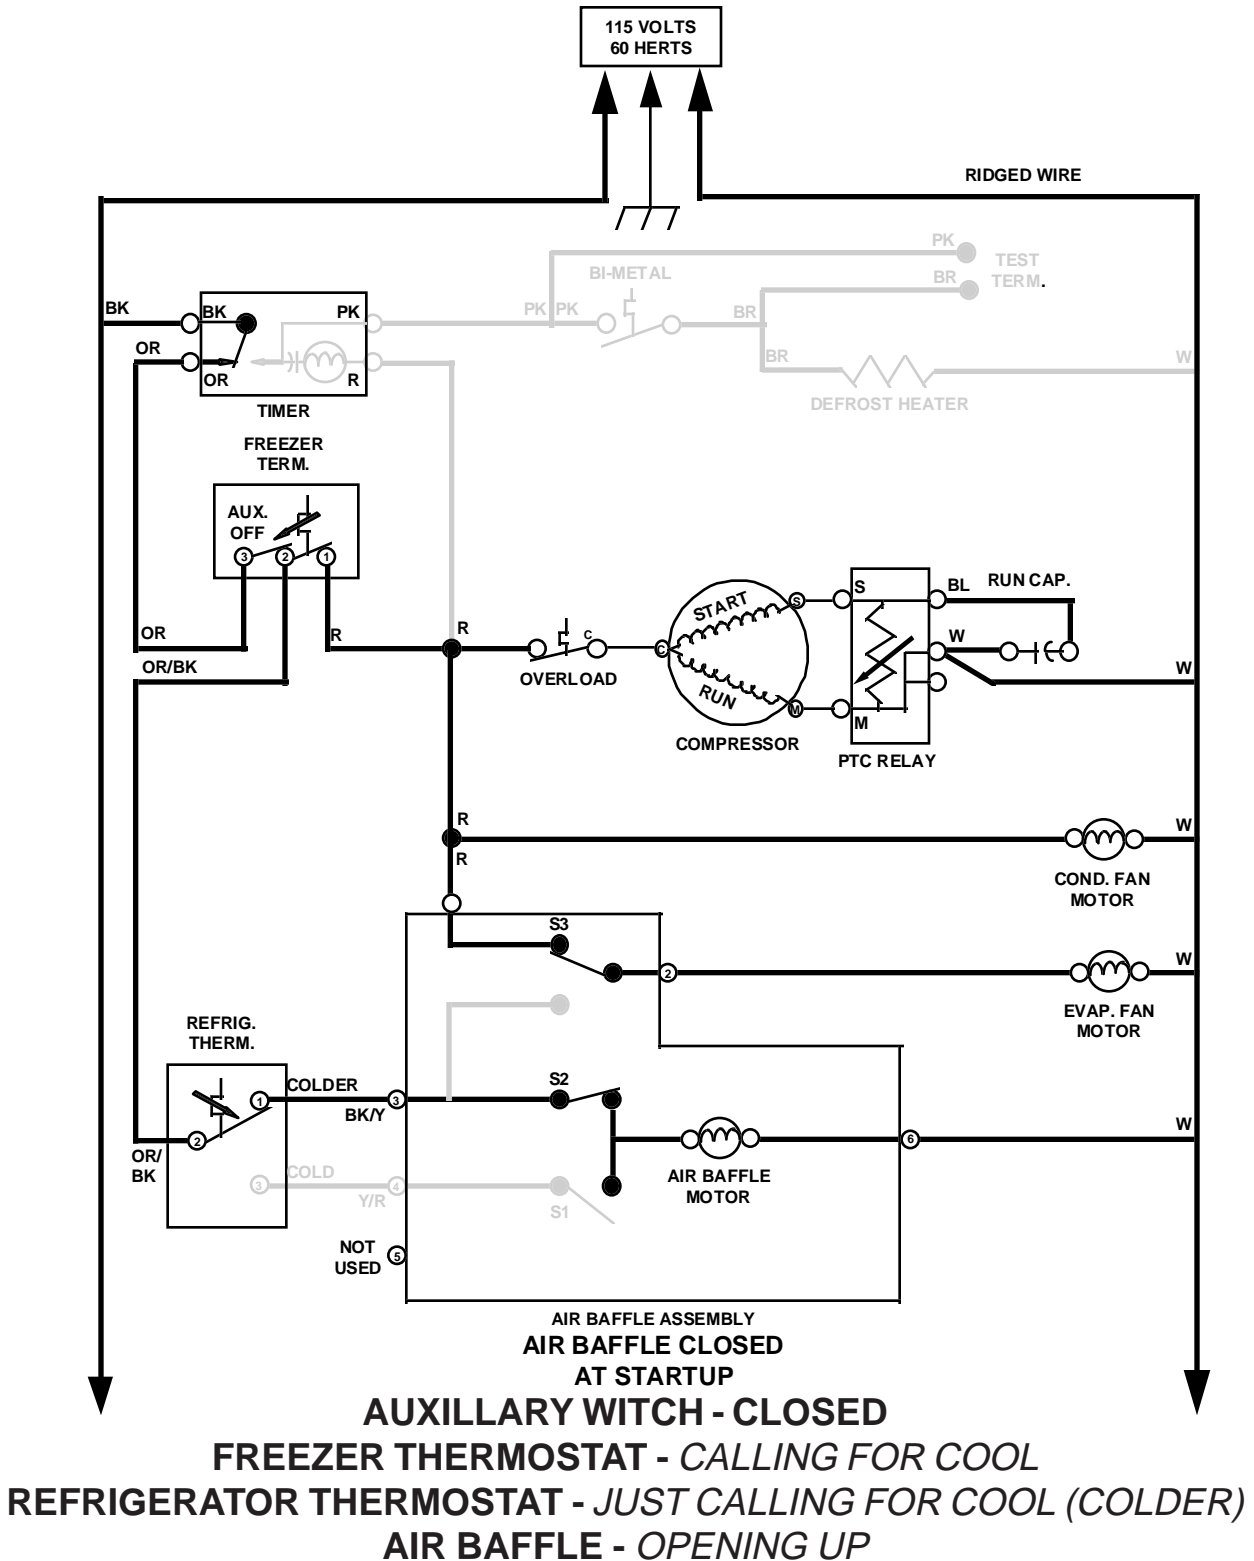 115 VOLTS
60 HERTS
RIDGED WIRE
PK
TEST
TERM.
BR
BI-METAL
BK
BK
PK
PK
PK
BR
OR
OR
R
BR
W
TIMER
DEFROST HEATER
FREEZER
TERM.
AUX.
OFF
3
2
1
OR
R
R
OR/BK
C
OVERLOAD
C
START
RUN
S
M
COMPRESSOR
S
M
PTC RELAY
BL
RUN CAP.
W
W
R
R
W
COND. FAN
MOTOR
S3
2
W
EVAP. FAN
MOTOR
REFRIG.
THERM.
1
COLDER
3
BK/Y
S2
2
OR/
BK
6
W
AIR BAFFLE
MOTOR
3
COLD
4
Y/R
S1
NOT
USED
5
AIR BAFFLE ASSEMBLY
AIR BAFFLE CLOSED
AT STARTUP
AUXILLARY WITCH - CLOSED
FREEZER THERMOSTAT - CALLING FOR COOL
REFRIGERATOR THERMOSTAT - JUST CALLING FOR COOL (COLDER)
AIR BAFFLE - OPENING UP